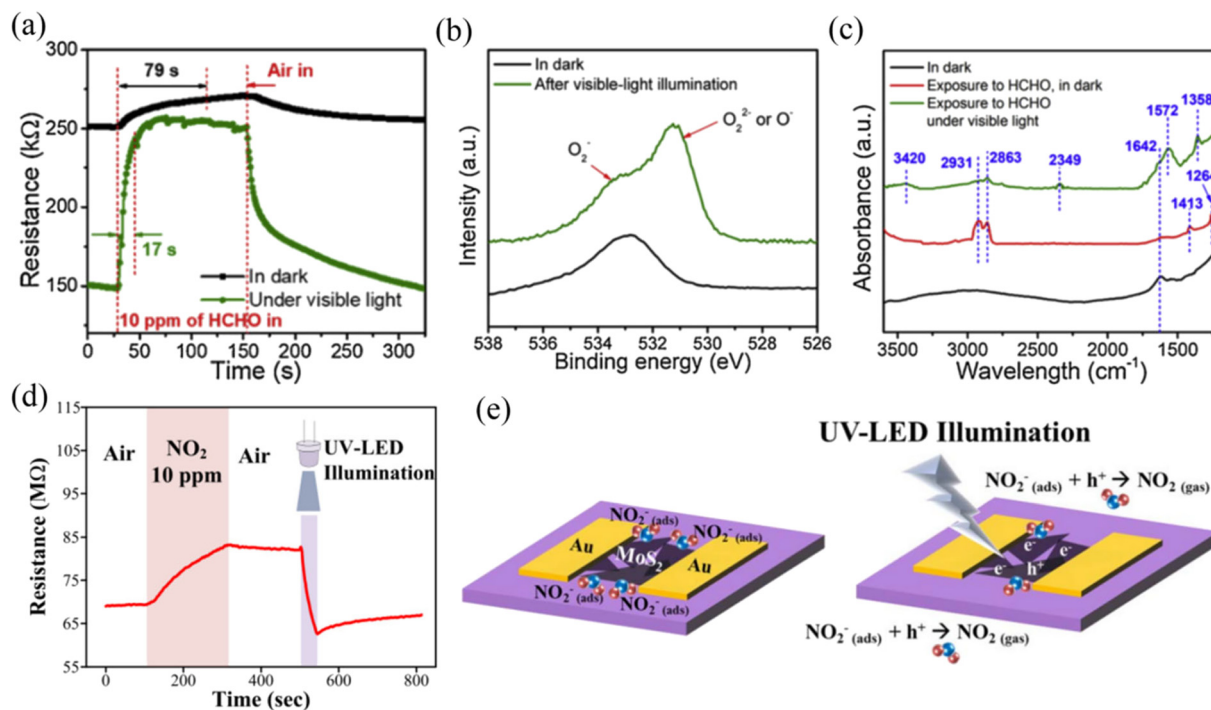 (a)
300
250
200
150
0
50
100
150
200
250
300
Resistance (kΩ)
Time (s)
79 s
Air in
17 s
In dark
Under visible light
10 ppm of HCHO in
(b)
In dark
After visible-light illumination
O₂⁻
O₂²⁻ or O⁻
Intensity (a.u.)
538
536
534
532
530
528
526
Binding energy (eV)
(c)
In dark
Exposure to HCHO, in dark
Exposure to HCHO
under visible light
1358
1572
1642
3420
2931
2863
2349
1264
1413
Absorbance (a.u.)
3600
3000
2500
2000
1500
Wavelength (cm⁻¹)
(d)
115
105
95
85
75
65
55
Resistance (MΩ)
Air
NO₂
10 ppm
Air
UV-LED
Illumination
0
200
400
600
800
Time (sec)
(e)
UV-LED Illumination
NO₂⁻ (ads) + h⁺ → NO₂ (gas)
NO₂⁻ (ads)
NO₂⁻ (ads)
Au
MoS₂
Au
NO₂⁻ (ads)
NO₂⁻ (ads)
e⁻
e⁻
e⁻
h⁺
NO₂⁻ (ads) + h⁺ → NO₂ (gas)